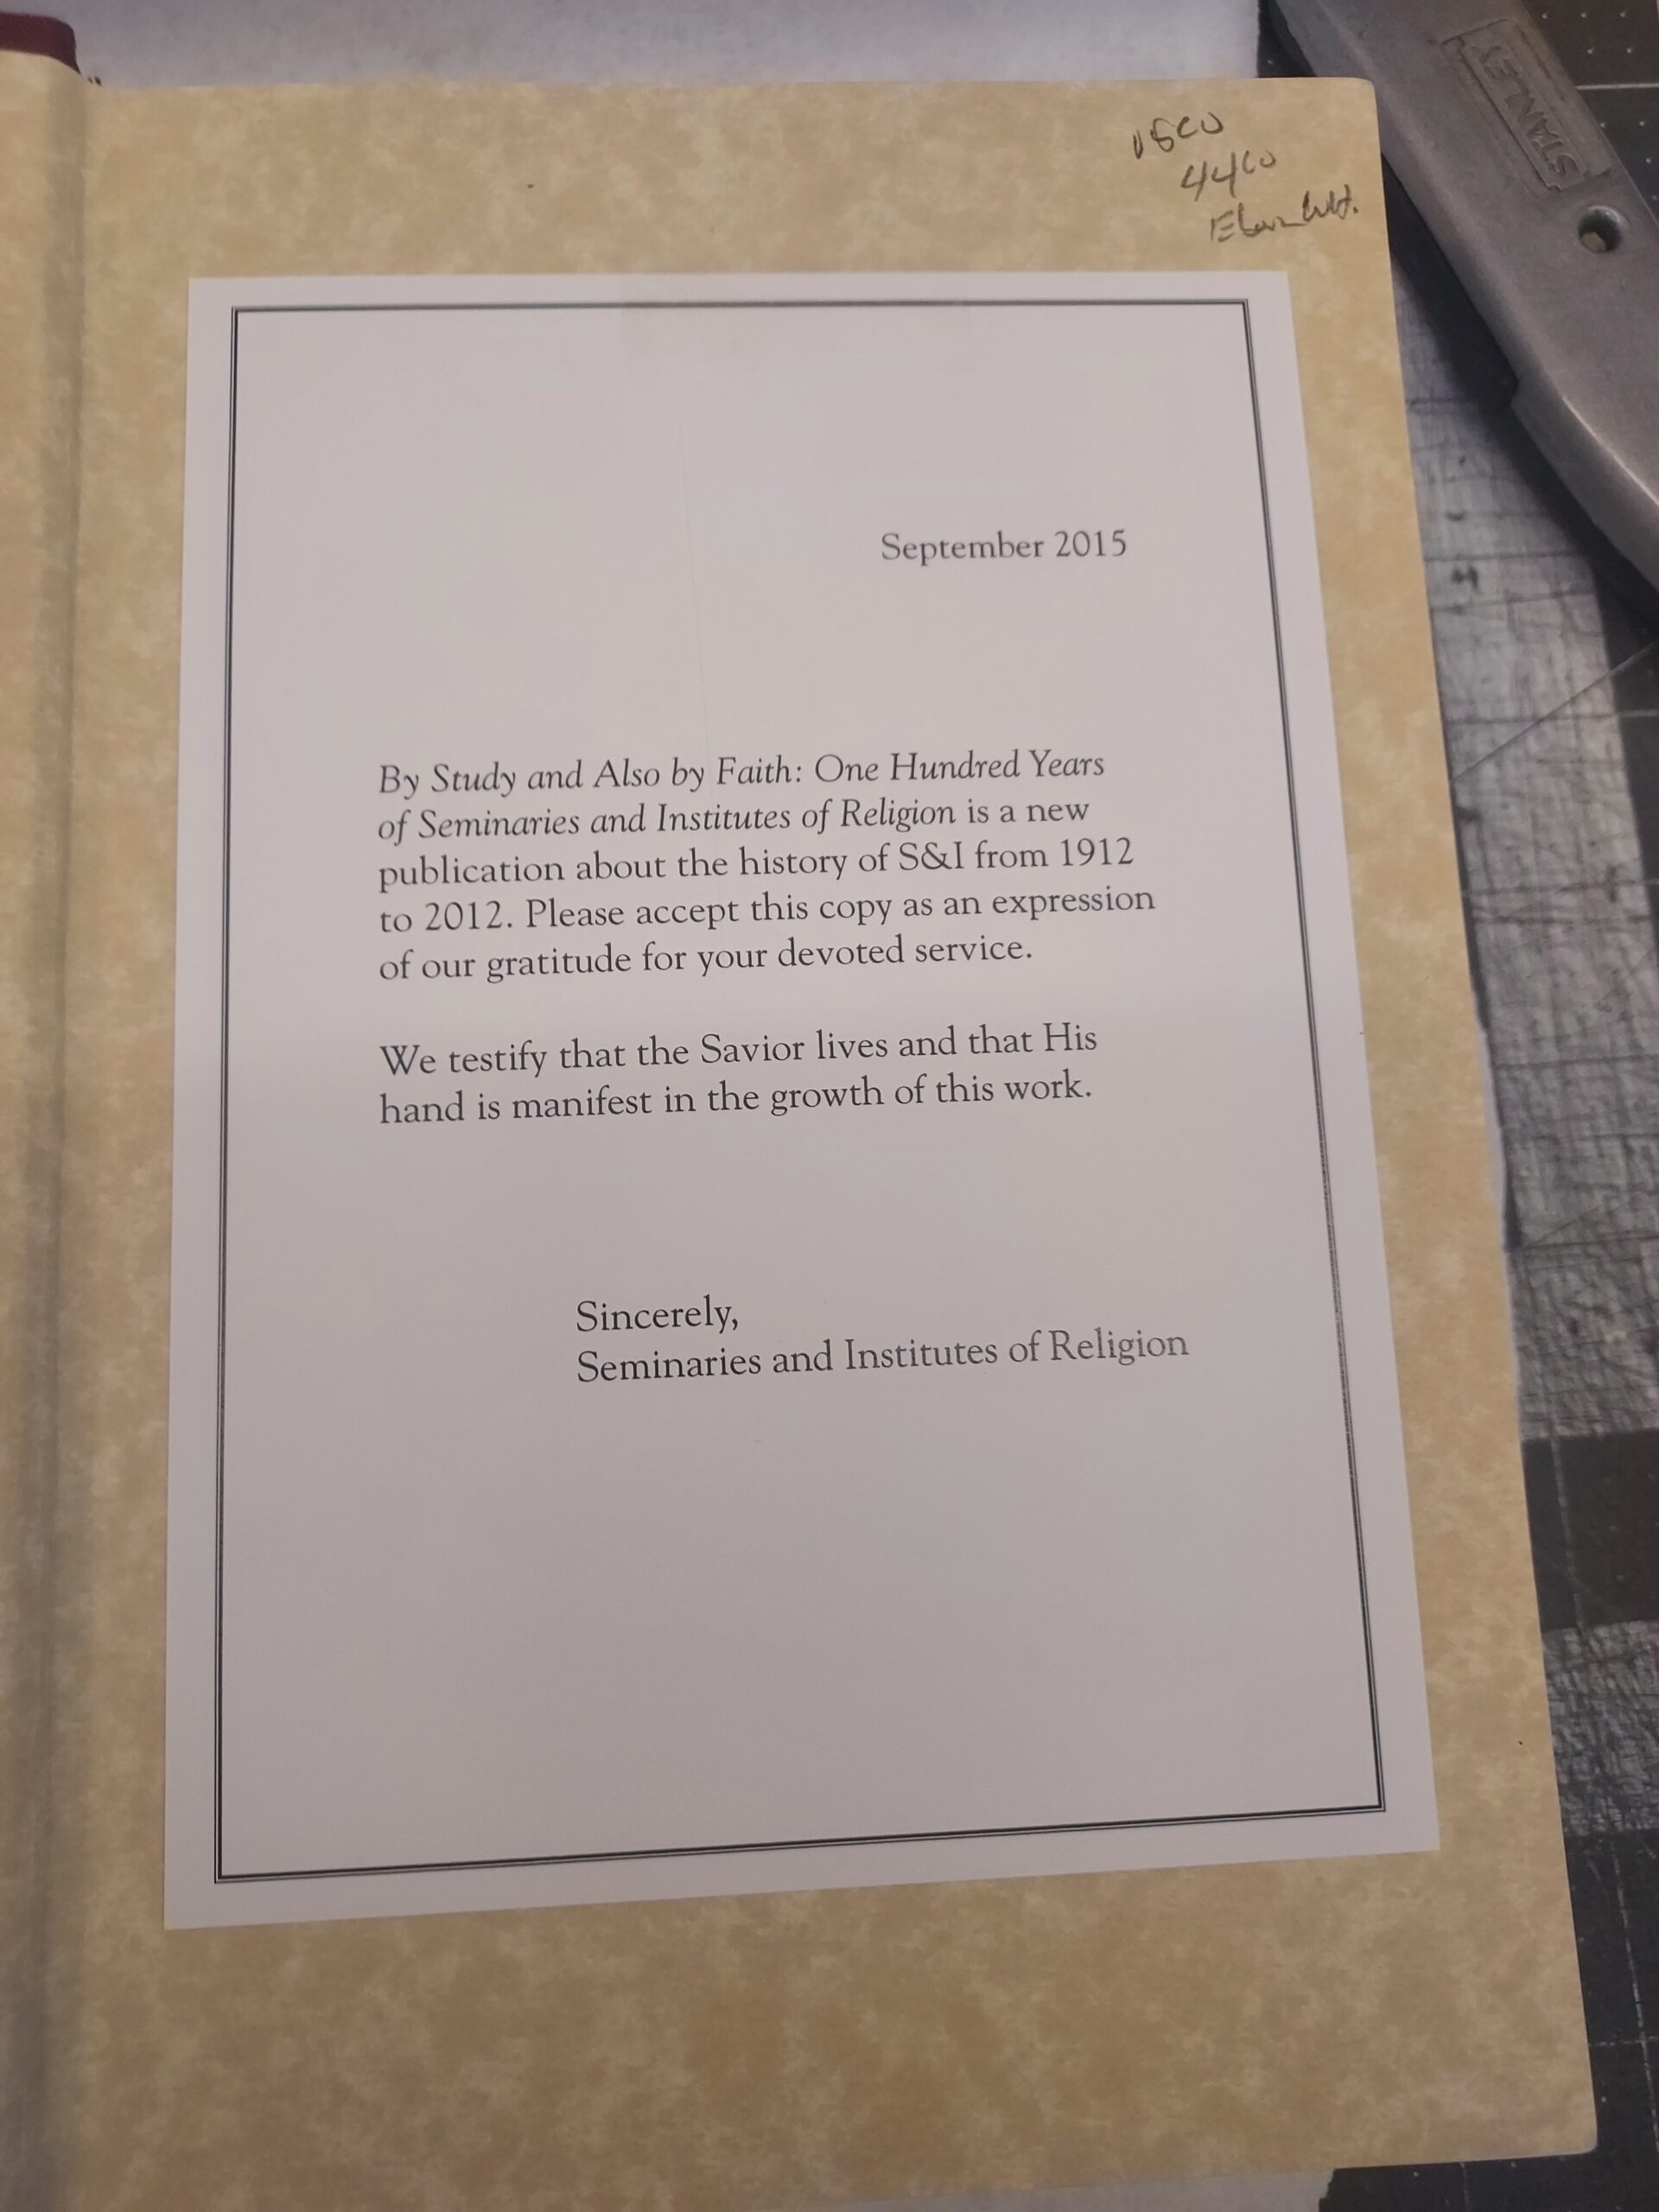 STANLEY
4400
September 2015
By Study and Also by Faith: One Hundred Years
of Seminaries and Institutes of Religion is a new
publication about the history of S&I from 1912
to 2012. Please accept this copy as an expression
of our gratitude for your devoted service.
We testify that the Savior lives and that His
hand is manifest in the growth of this work.
Sincerely,
Seminaries and Institutes of Religion